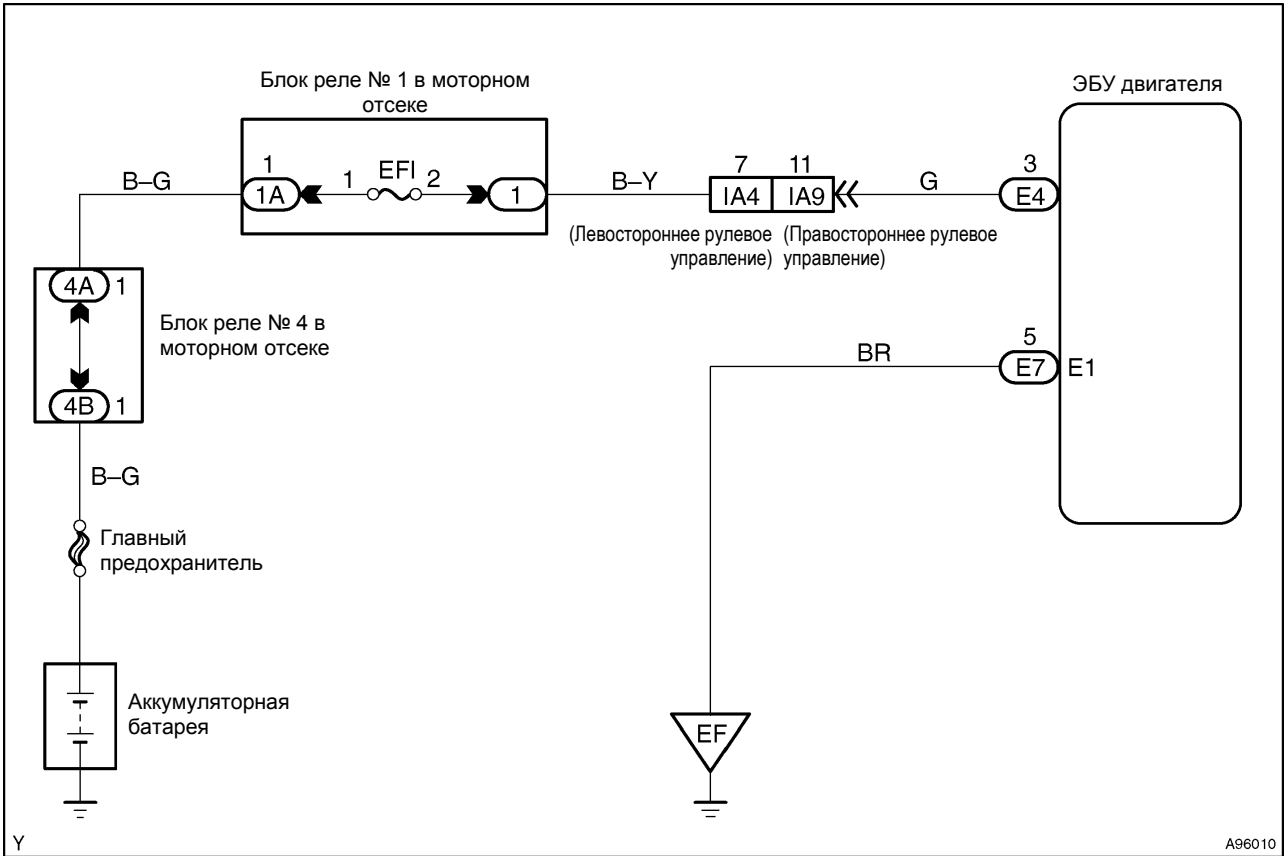 Блок реле № 1 в моторном
отсеке
ЭБУ двигателя
B–G
1
1A
1
EFI
2
1
B–Y
7
11
IA4
IA9
G
3
E4
(Левостороннее рулевое
управление)
(Правостороннее рулевое
управление)
4A
1
Блок реле № 4 в
моторном отсеке
4B
1
BR
5
E7
E1
B–G
Главный
предохранитель
Аккумуляторная
батарея
EF
Y
A96010